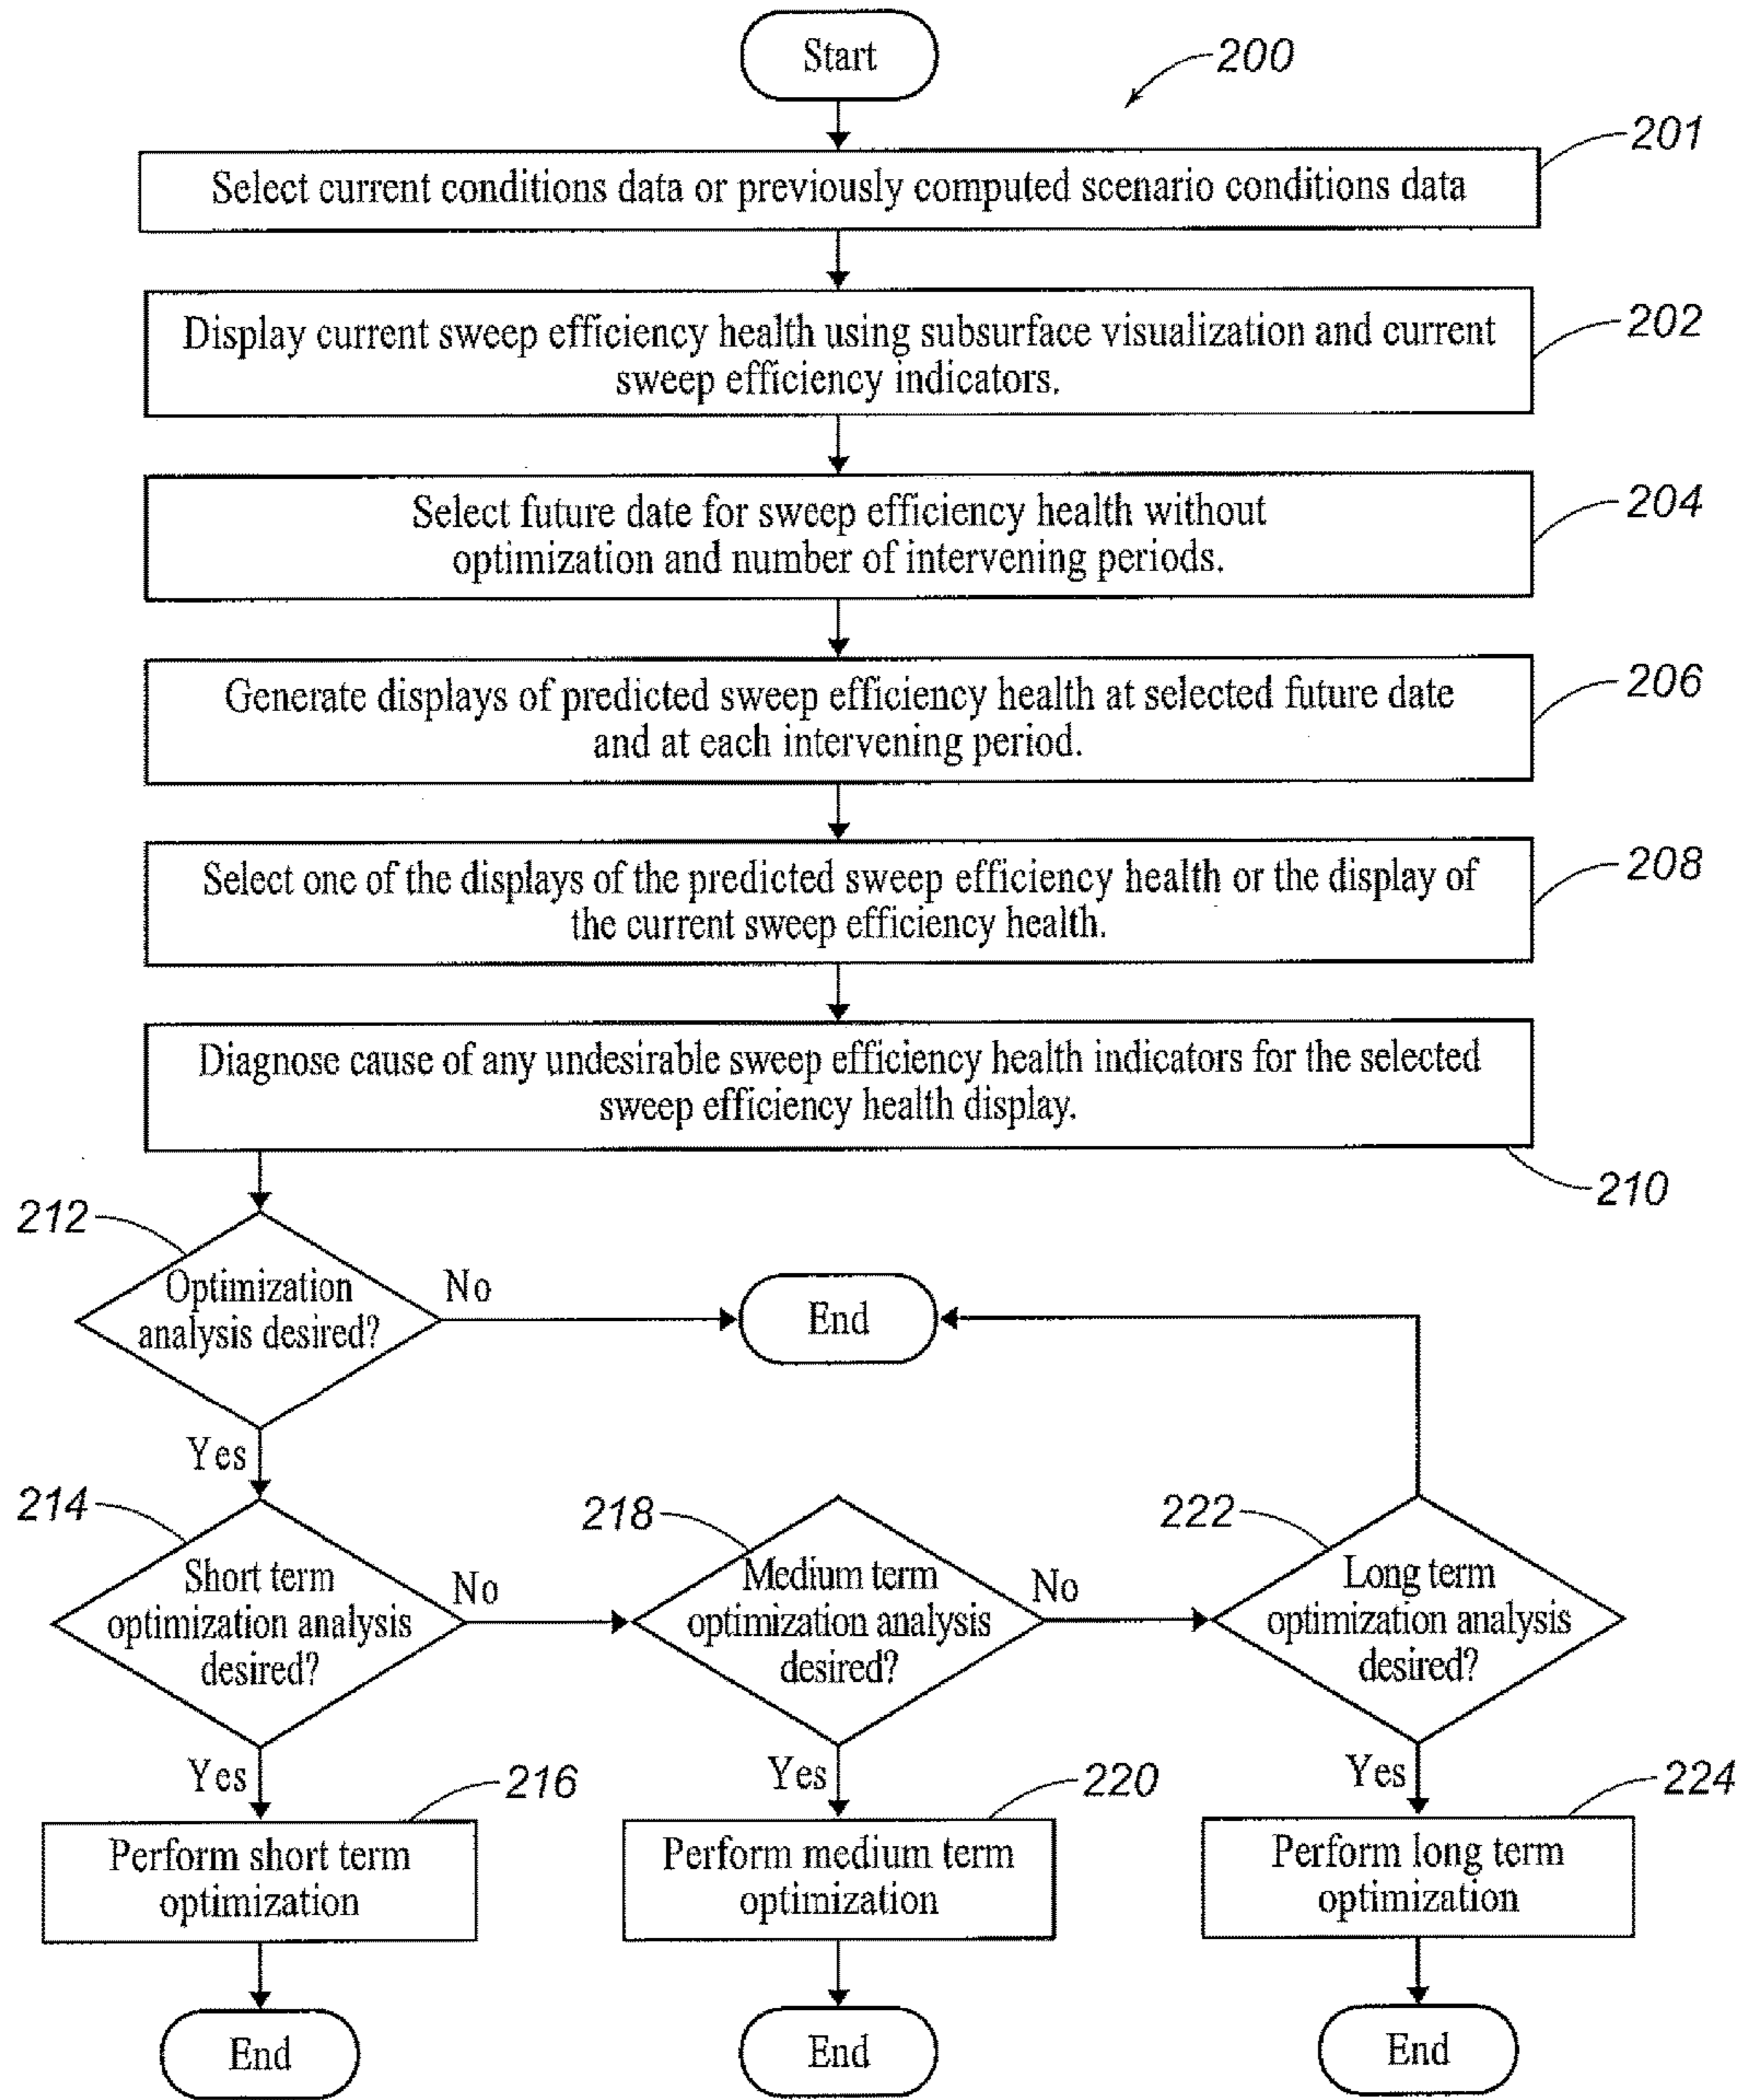 Start
200
201
Select current conditions data or previously computed scenario conditions data
202
Display current sweep efficiency health using subsurface visualization and current
sweep efficiency indicators.
204
Select future date for sweep efficiency health without
optimization and number of intervening periods.
206
Generate displays of predicted sweep efficiency health at selected future date
and at each intervening period.
208
Select one of the displays of the predicted sweep efficiency health or the display of
the current sweep efficiency health.
Diagnose cause of any undesirable sweep efficiency health indicators for the selected
sweep efficiency health display.
210
212
Optimization
analysis desired?
No
End
Yes
214
Short term
optimization analysis
desired?
No
218
Medium term
optimization analysis
desired?
No
222
Long term
optimization analysis
desired?
Yes
216
Perform short term
optimization
End
Yes
220
Perform medium term
optimization
End
Yes
224
Perform long term
optimization
End